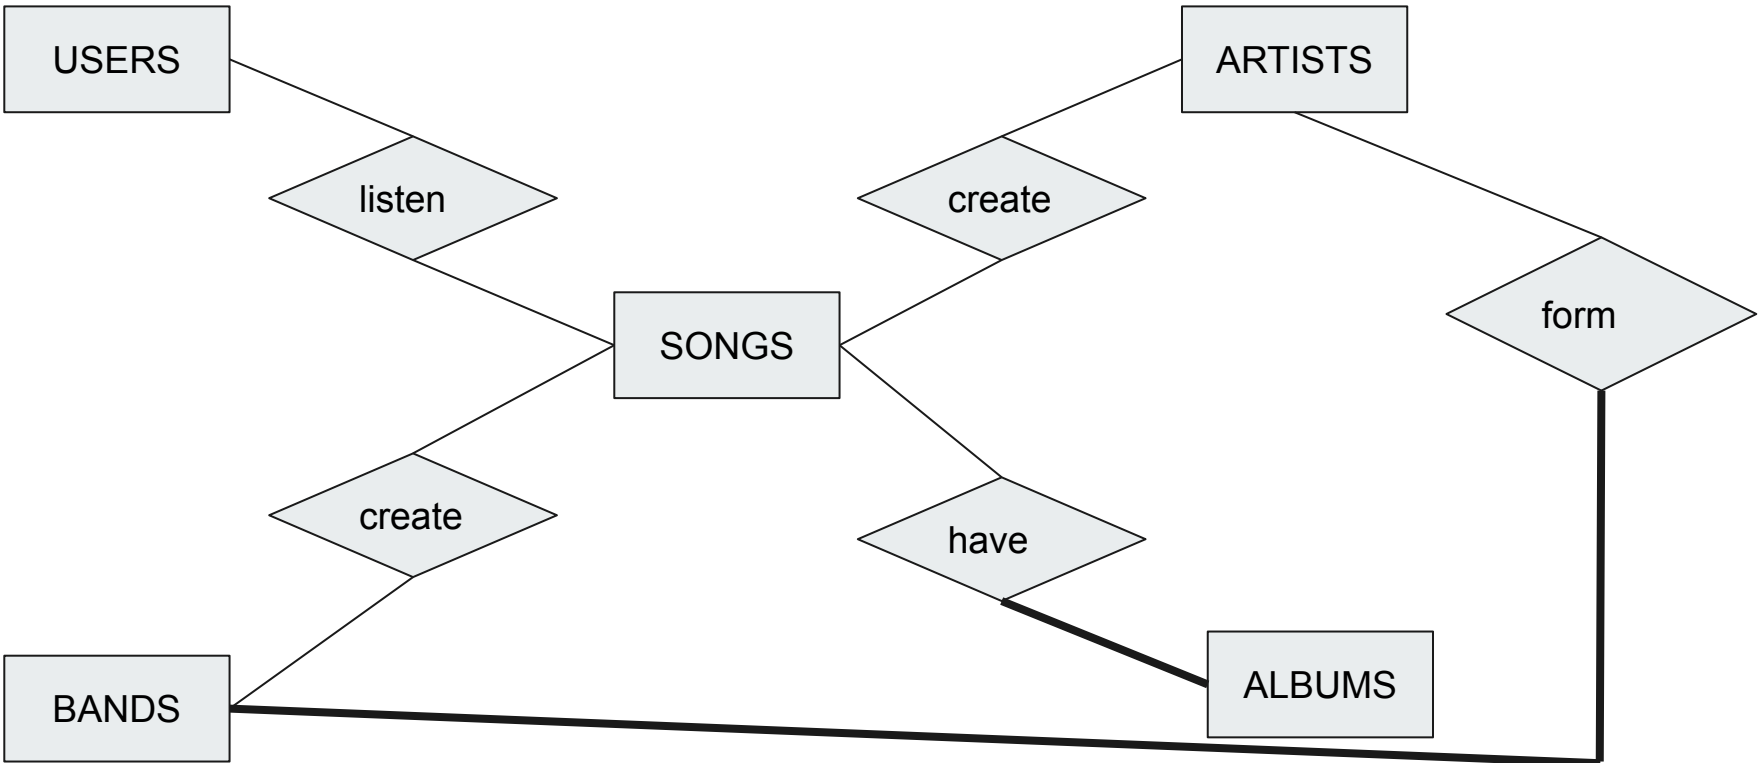 USERS
ARTISTS
listen
create
form
SONGS
create
have
ALBUMS
BANDS